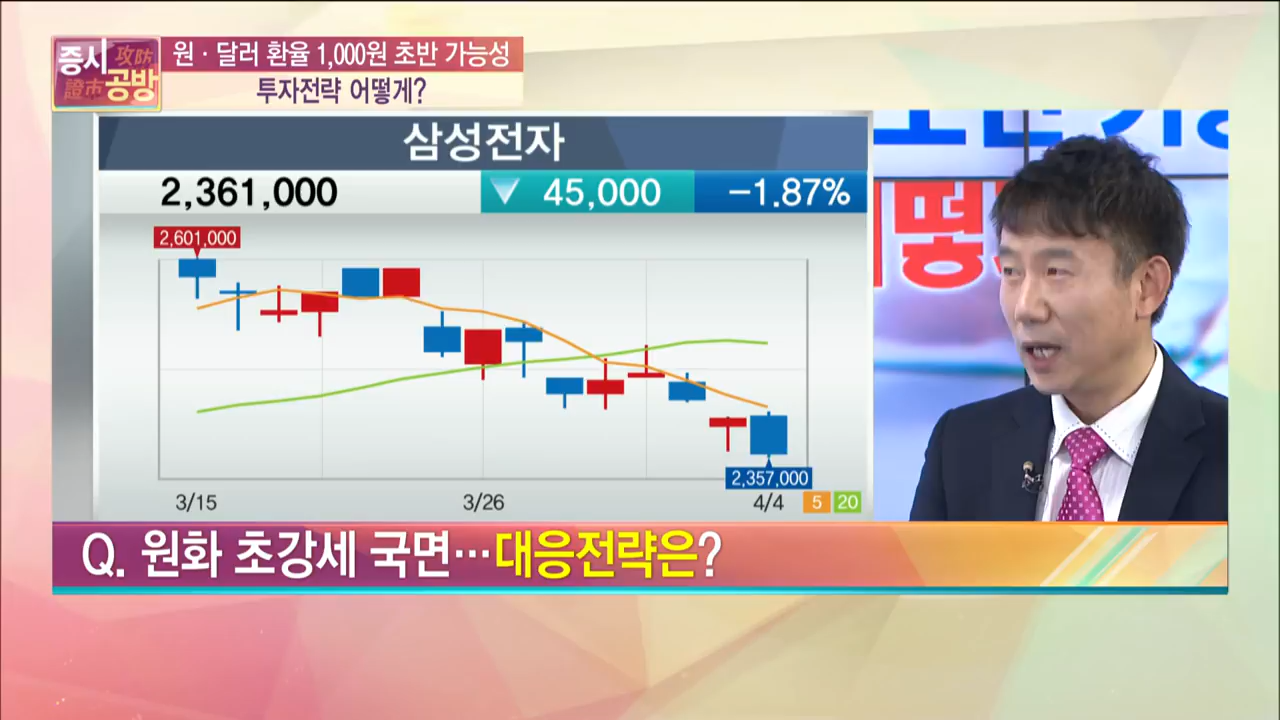 증시 攻防
證市 공방
원·달러 환율 1,000원 초반 가능성
투자전략 어떻게?
삼성전자
2,361,000 ▼ 45,000 -1.87%
2,601,000
2,357,000
3/15 3/26 4/4 5 20
Q. 원화 초강세 국면…대응전략은?